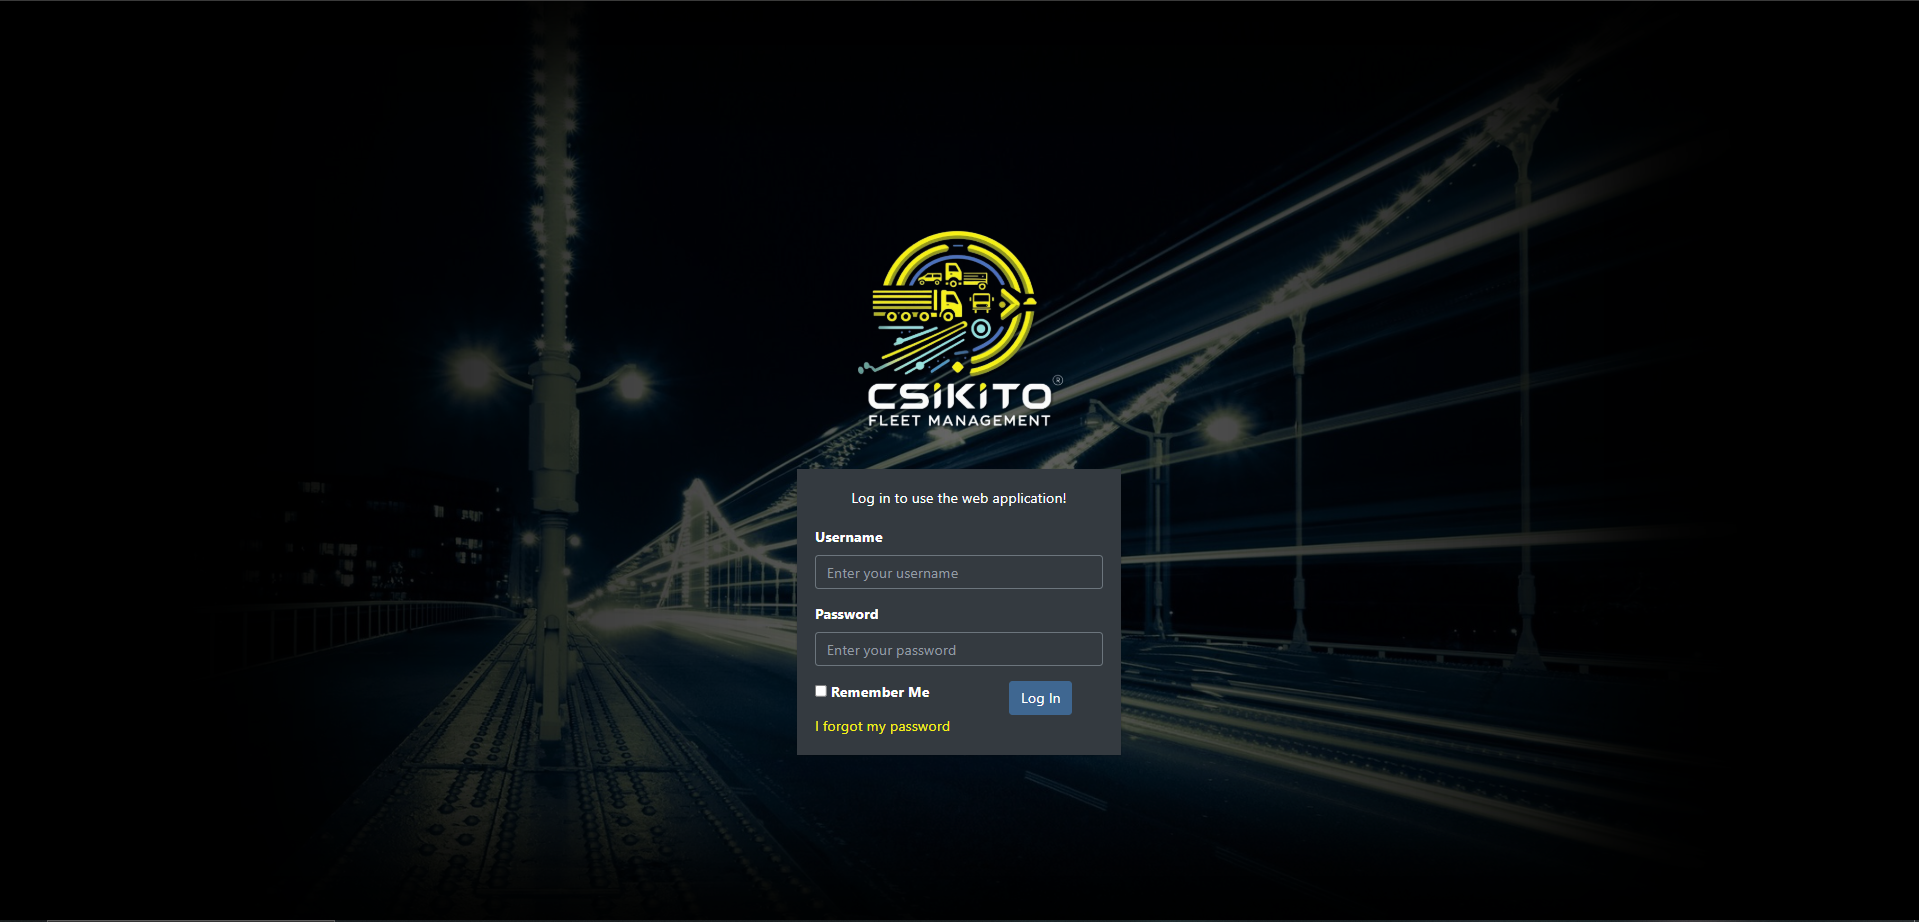 CSiKiTO®
FLEET MANAGEMENT
Log in to use the web application!
Username
Enter your username
Password
Enter your password
Remember Me
Log In
I forgot my password